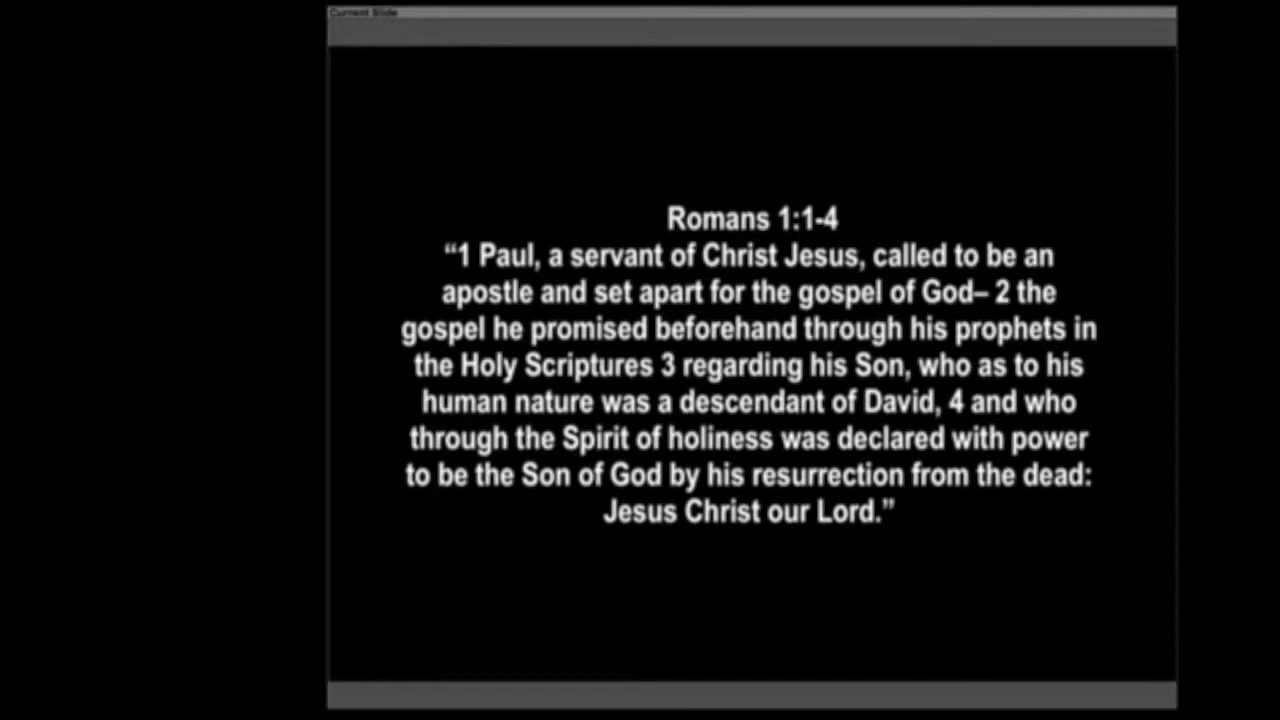 Current Slide
Romans 1:1-4
“1 Paul, a servant of Christ Jesus, called to be an
apostle and set apart for the gospel of God– 2 the
gospel he promised beforehand through his prophets in
the Holy Scriptures 3 regarding his Son, who as to his
human nature was a descendant of David, 4 and who
through the Spirit of holiness was declared with power
to be the Son of God by his resurrection from the dead:
Jesus Christ our Lord.”